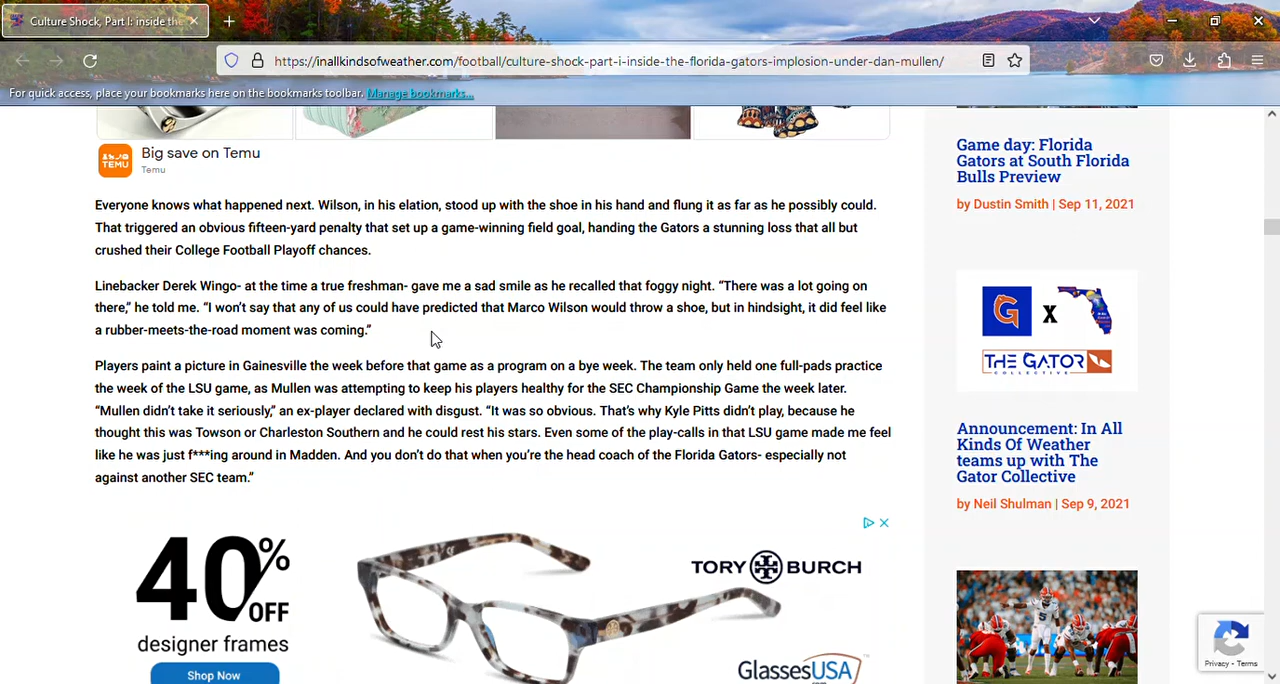 Culture Shock, Part I: inside the
https://inallkindsofweather.com/football/culture-shock-part-i-inside-the-florida-gators-implosion-under-dan-mullen/
For quick access, place your bookmarks here on the bookmarks toolbar. Manage bookmarks...
TEMU
Big save on Temu
Temu
Everyone knows what happened next. Wilson, in his elation, stood up with the shoe in his hand and flung it as far as he possibly could.
That triggered an obvious fifteen-yard penalty that set up a game-winning field goal, handing the Gators a stunning loss that all but
crushed their College Football Playoff chances.
Linebacker Derek Wingo- at the time a true freshman- gave me a sad smile as he recalled that foggy night. “There was a lot going on
there,” he told me. “I won’t say that any of us could have predicted that Marco Wilson would throw a shoe, but in hindsight, it did feel like
a rubber-meets-the-road moment was coming.”
Players paint a picture in Gainesville the week before that game as a program on a bye week. The team only held one full-pads practice
the week of the LSU game, as Mullen was attempting to keep his players healthy for the SEC Championship Game the week later.
“Mullen didn’t take it seriously,” an ex-player declared with disgust. “It was so obvious. That’s why Kyle Pitts didn’t play, because he
thought this was Towson or Charleston Southern and he could rest his stars. Even some of the play-calls in that LSU game made me feel
like he was just f***ing around in Madden. And you don’t do that when you’re the head coach of the Florida Gators- especially not
against another SEC team.”
40% OFF
designer frames
Shop Now
TORY BURCH
GlassesUSA
.com
Game day: Florida
Gators at South Florida
Bulls Preview
by Dustin Smith | Sep 11, 2021
G X
THE GATOR
COLLECTIVE
Announcement: In All
Kinds Of Weather
teams up with The
Gator Collective
by Neil Shulman | Sep 9, 2021
5
Privacy - Terms